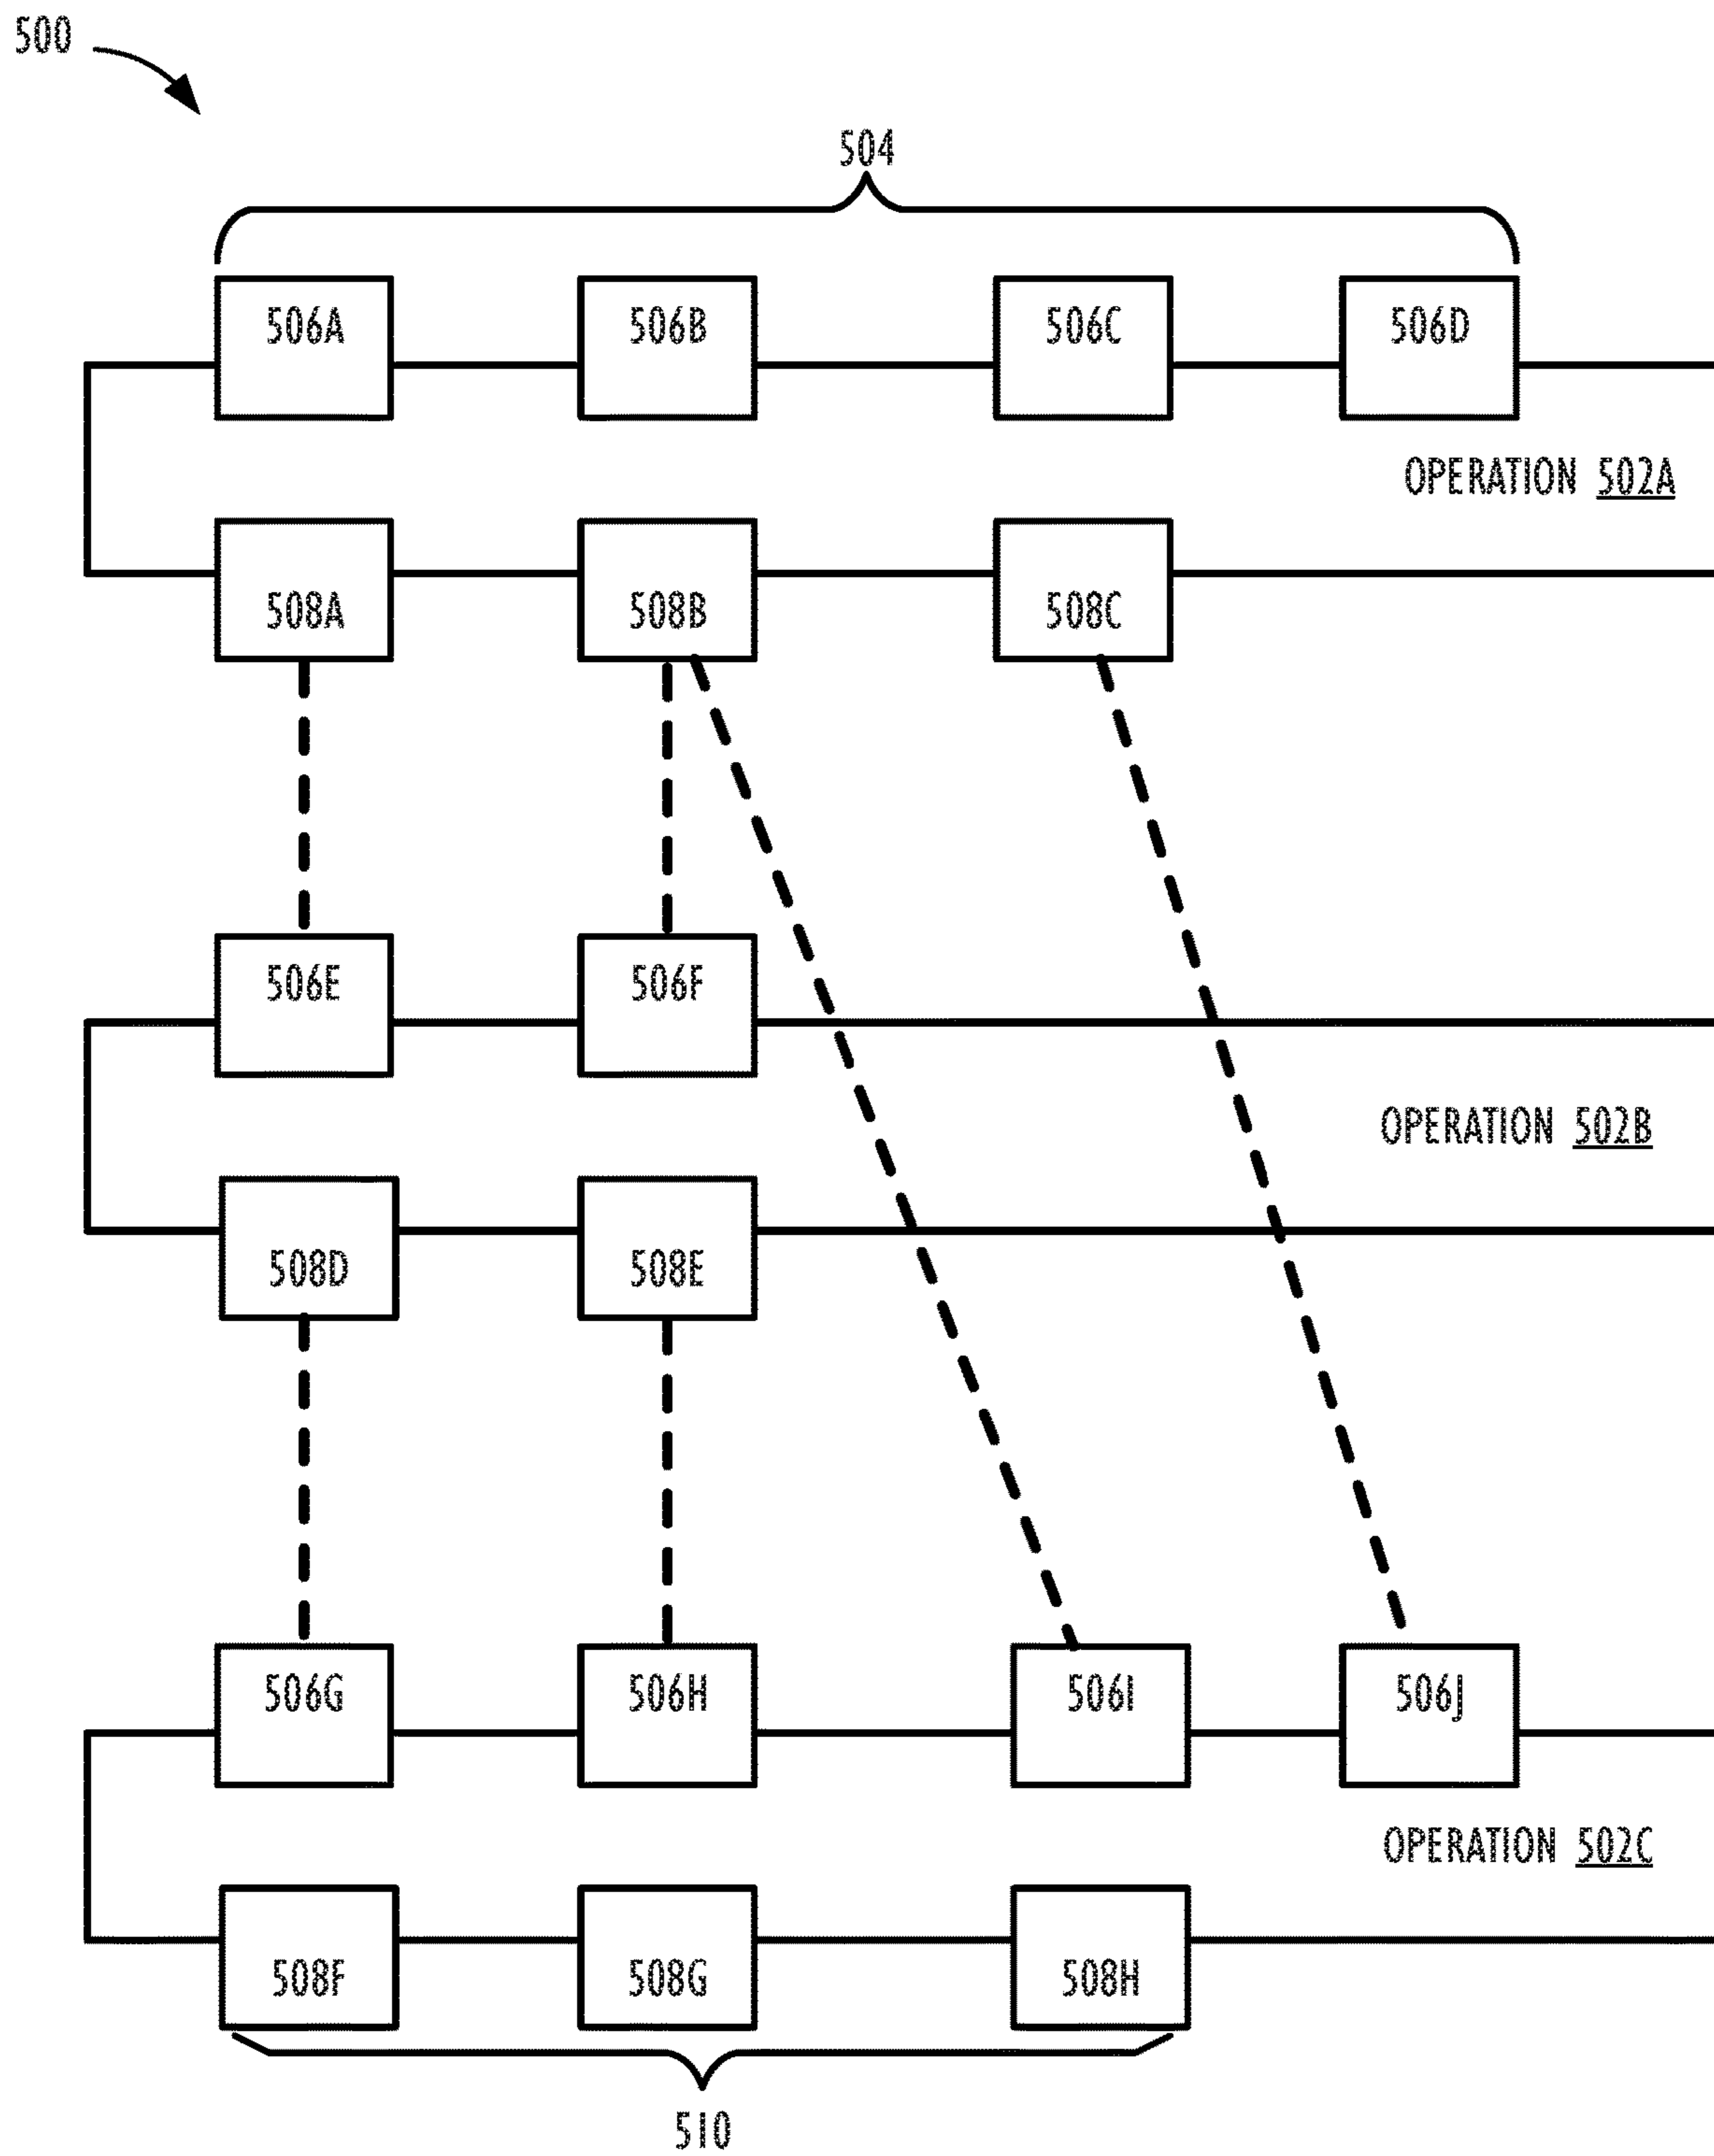 500
504
506A 506B 506C 506D
OPERATION 502A
508A 508B 508C
506E 506F
OPERATION 502B
508D 508E
506G 506H 506I 506J
OPERATION 502C
508F 508G 508H
510